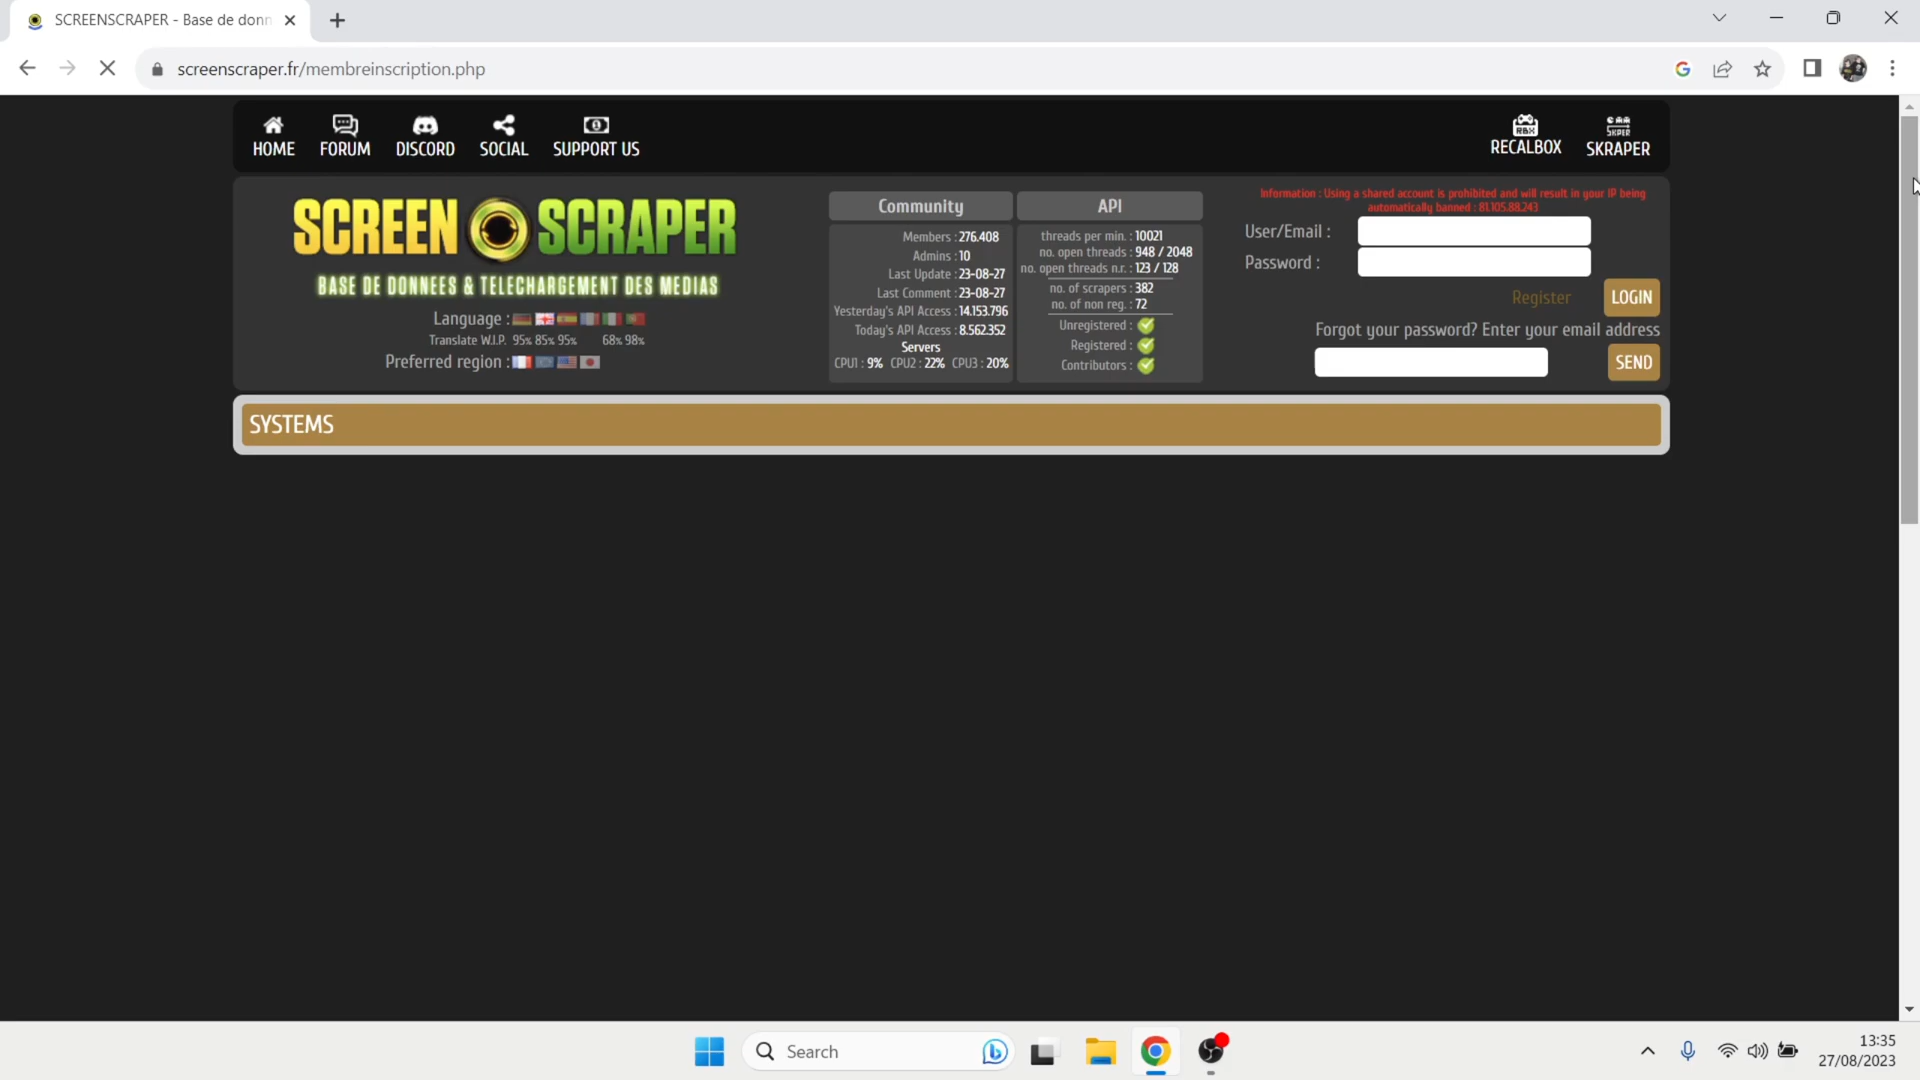 SCREENSCRAPER - Base de donn
screenscraper.fr/membreinscription.php
HOME
FORUM
DISCORD
SOCIAL
SUPPORT US
RBX
RECALBOX
SKPER
SKRAPER
SCREEN SCRAPER
BASE DE DONNEES & TELECHARGEMENT DES MEDIAS
Language :
Translate W.I.P. 95% 85% 95% 68% 98%
Preferred region :
Community
Members : 276.408
Admins : 10
Last Update : 23-08-27
Last Comment : 23-08-27
Yesterday's API Access : 14.153.796
Today's API Access : 8.562.352
Servers
CPU1 : 9% CPU2 : 22% CPU3 : 20%
API
threads per min. : 10021
no. open threads : 948 / 2048
no. open threads n.r. : 123 / 128
no. of scrapers : 382
no. of non reg. : 72
Unregistered :
Registered :
Contributors :
Information : Using a shared account is prohibited and will result in your IP being
automatically banned : 81.105.88.243
User/Email :
Password :
Register
LOGIN
Forgot your password? Enter your email address
SEND
SYSTEMS
Search
13:35
27/08/2023